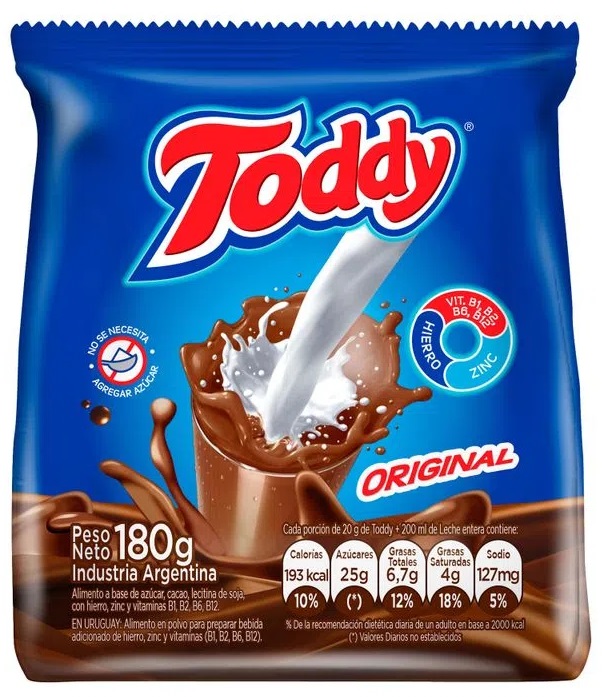 Toddy®
VIT. B1, B2
B6, B12
HIERRO
ZINC
NO SE NECESITA
AGREGAR AZÚCAR
ORIGINAL
Peso
Neto 180g
Industria Argentina
Alimento a base de azúcar, cacao, lecitina de soja,
con hierro, zinc y vitaminas B1, B2, B6, B12.
EN URUGUAY: Alimento en polvo para preparar bebida
adicionado de hierro, zinc y vitaminas (B1, B2, B6, B12).
Cada porción de 20 g de Toddy + 200 ml de Leche entera contiene:
Calorías Azúcares Grasas Totales Grasas Saturadas Sodio
193 kcal 25g 6,7g 4g 127mg
10% (*) 12% 18% 5%
% De la recomendación dietética diaria de un adulto en base a 2000 kcal
(*) Valores Diarios no establecidos